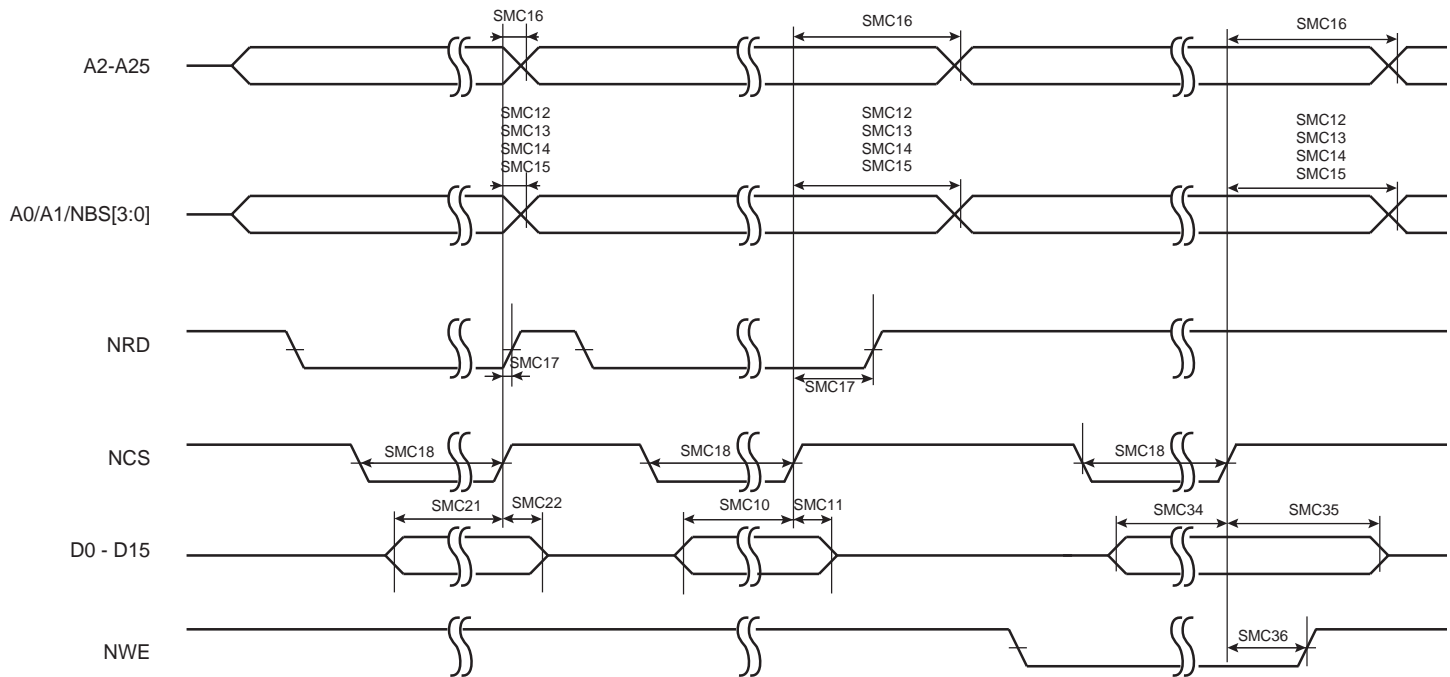 SMC16
SMC16
SMC16
A2-A25
SMC12
SMC13
SMC14
SMC15
SMC12
SMC13
SMC14
SMC15
SMC12
SMC13
SMC14
SMC15
A0/A1/NBS[3:0]
NRD
SMC17
SMC17
NCS
SMC18
SMC18
SMC18
SMC21
SMC22
SMC10
SMC11
SMC34
SMC35
D0 - D15
NWE
SMC36